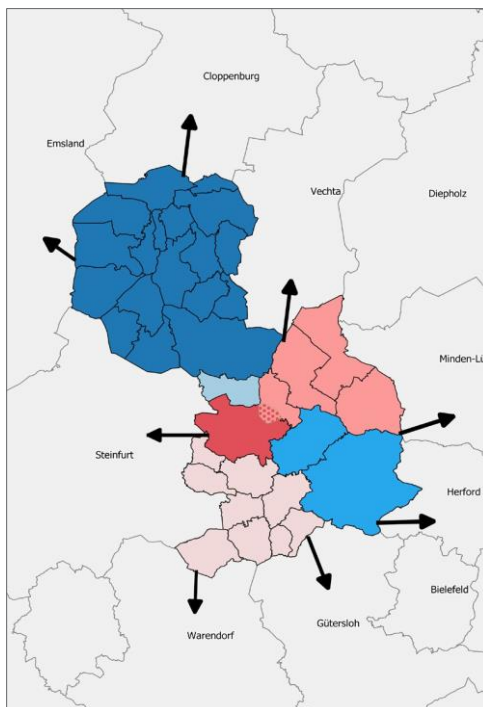 Cloppenburg
Emsland
Vechta
Diepholz
Minden-Lü
Steinfurt
Herford
Bielefeld
Warendorf
Gütersloh